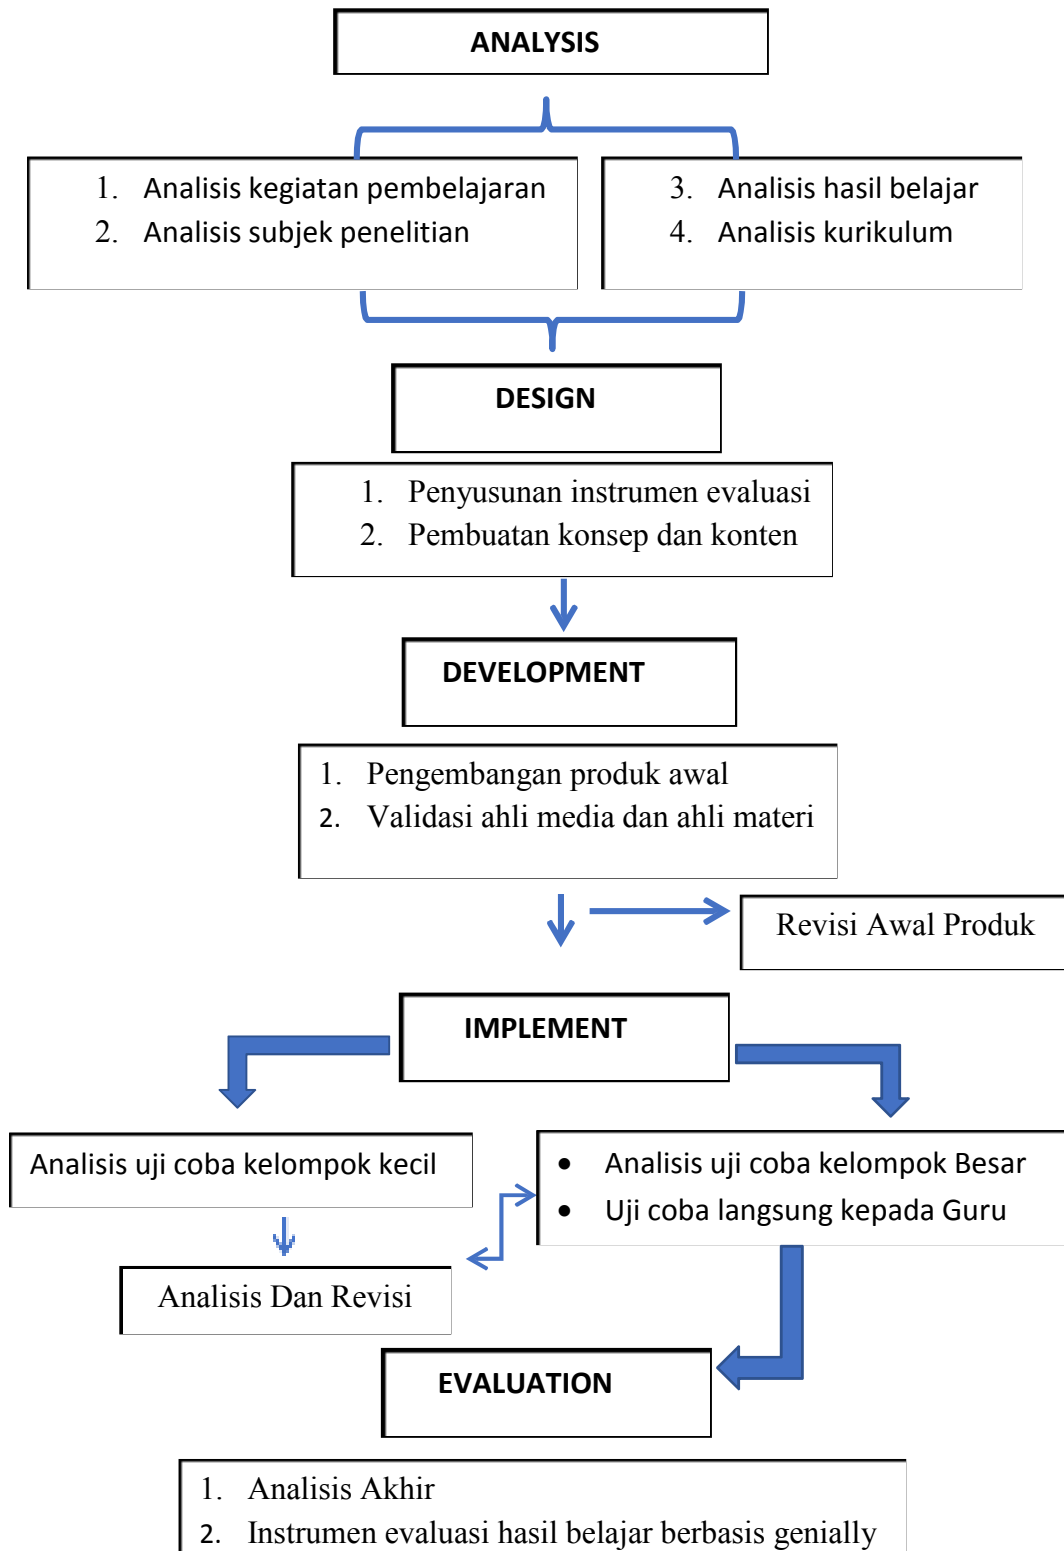 ANALYSIS
1. Analisis kegiatan pembelajaran
2. Analisis subjek penelitian
3. Analisis hasil belajar
4. Analisis kurikulum
DESIGN
1. Penyusunan instrumen evaluasi
2. Pembuatan konsep dan konten
DEVELOPMENT
1. Pengembangan produk awal
2. Validasi ahli media dan ahli materi
Revisi Awal Produk
IMPLEMENT
Analisis uji coba kelompok kecil
• Analisis uji coba kelompok Besar
• Uji coba langsung kepada Guru
Analisis Dan Revisi
EVALUATION
1. Analisis Akhir
2. Instrumen evaluasi hasil belajar berbasis genially